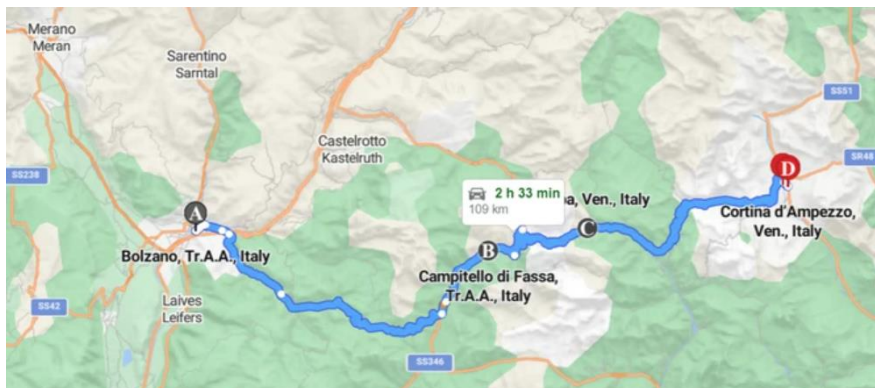 Merano
Meran
Sarentino
Sarntal
SS51
Castelrotto
Kastelruth
SS238
SR48
D
2 h 33 min
109 km
, Ven., Italy
A
Cortina d'Ampezzo,
Ven., Italy
C
Bolzano, Tr.A.A., Italy
B
Campitello di Fassa,
Tr.A.A., Italy
Laives
Leifers
SS42
SS346